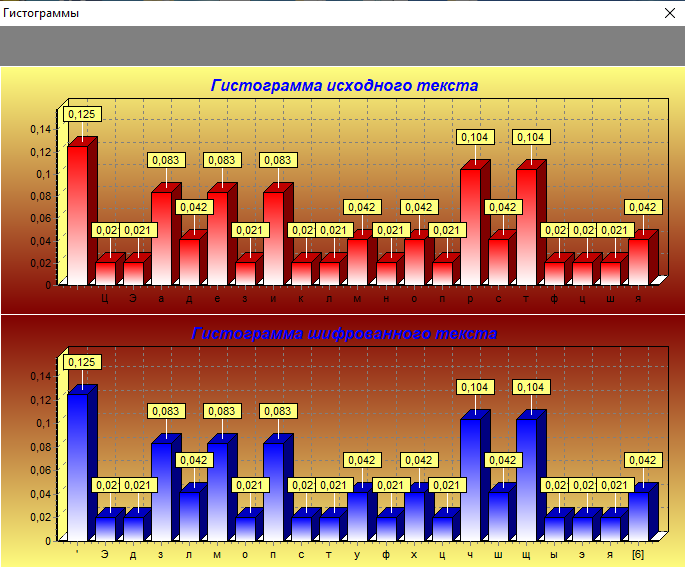 Гистограммы
Гистограмма исходного текста
0,125
0,14
0,104 0,104
0,12
0,083 0,083 0,083
0,1
0,08
0,042 0,042 0,042 0,042 0,042
0,06
0,02 0,021 0,021 0,02 0,021 0,021 0,021 0,02 0,02 0,021
0,04
0,02
0
Ц Э а д е з и к л м н о п р с т ф ц ш я
Гистограмма шифрованного текста
0,125
0,14
0,104 0,104
0,12
0,083 0,083 0,083
0,1
0,08
0,042 0,042 0,042 0,042 0,042
0,06
0,02 0,021 0,021 0,02 0,021 0,021 0,021 0,02 0,02 0,021
0,04
0,02
0
' Э д з л м о п с т у ф х ц ч ш щ ы э я [6]